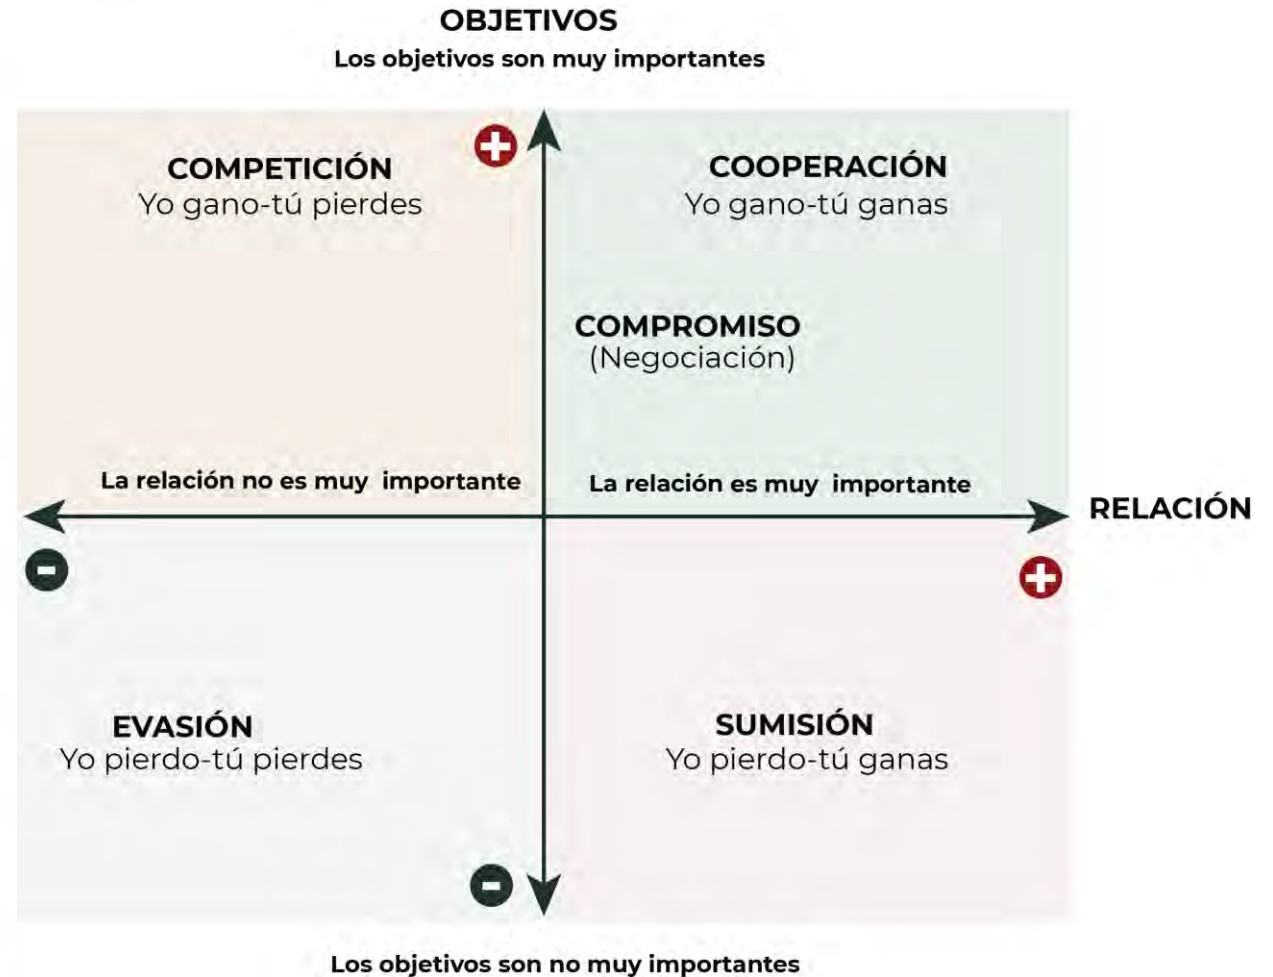 OBJETIVOS
Los objetivos son muy importantes
COMPETICIÓN
Yo gano-tú pierdes
COOPERACIÓN
Yo gano-tú ganas
COMPROMISO
(Negociación)
La relación no es muy importante
La relación es muy importante
RELACIÓN
EVASIÓN
Yo pierdo-tú pierdes
SUMISIÓN
Yo pierdo-tú ganas
Los objetivos son no muy importantes